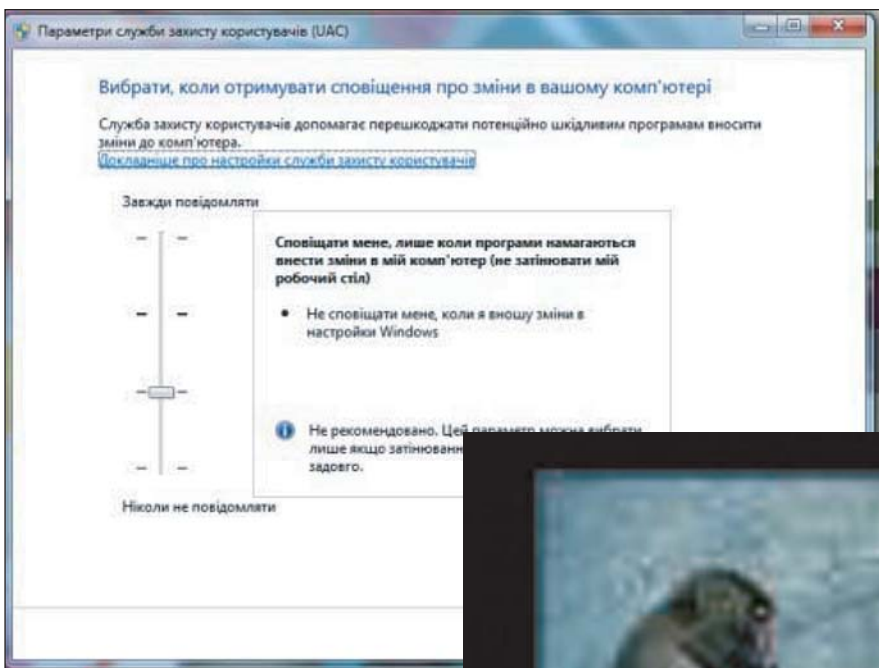 Параметри служби захисту користувачів (UAC)
Вибрати, коли отримувати сповіщення про зміни в вашому комп'ютері
Служба захисту користувачів допомагає перешкоджати потенційно шкідливим програмам вносити
зміни до комп'ютера.
Докладніше про настройки служби захисту користувачів
Завжди повідомляти
Сповіщати мене, лише коли програми намагаються
внести зміни в мій комп'ютер (не затінювати мій
робочий стіл)
• Не сповіщати мене, коли я вношу зміни в
настройки Windows
Не рекомендовано. Цей параметр можна вибрати
лише якщо затінюванн
задовго.
Ніколи не повідомляти